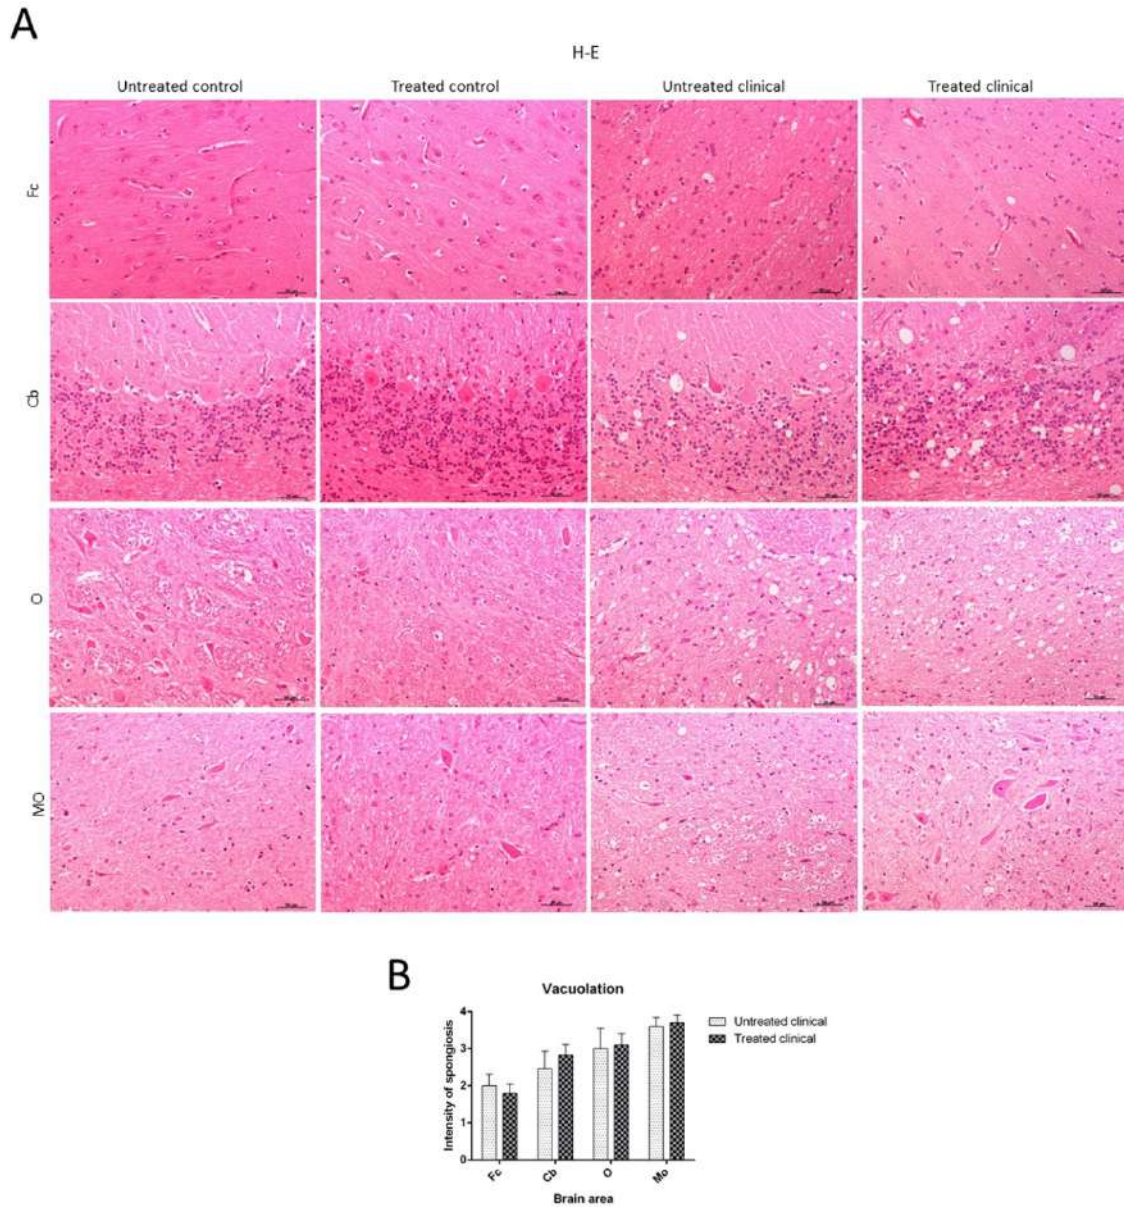 A
H-E
Untreated control
Treated control
Untreated clinical
Treated clinical
Fc
Cb
O
MO
B
Vacuolation
Intensity of spongiosis
4
3
2
1
0
Untreated clinical
Treated clinical
Fc
Cb
O
Mo
Brain area